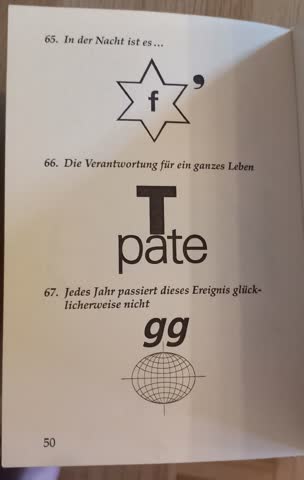 65. In der Nacht ist es ...
f ,
66. Die Verantwortung für ein ganzes Leben
T
pate
67. Jedes Jahr passiert dieses Ereignis glück-
licherweise nicht
gg
50